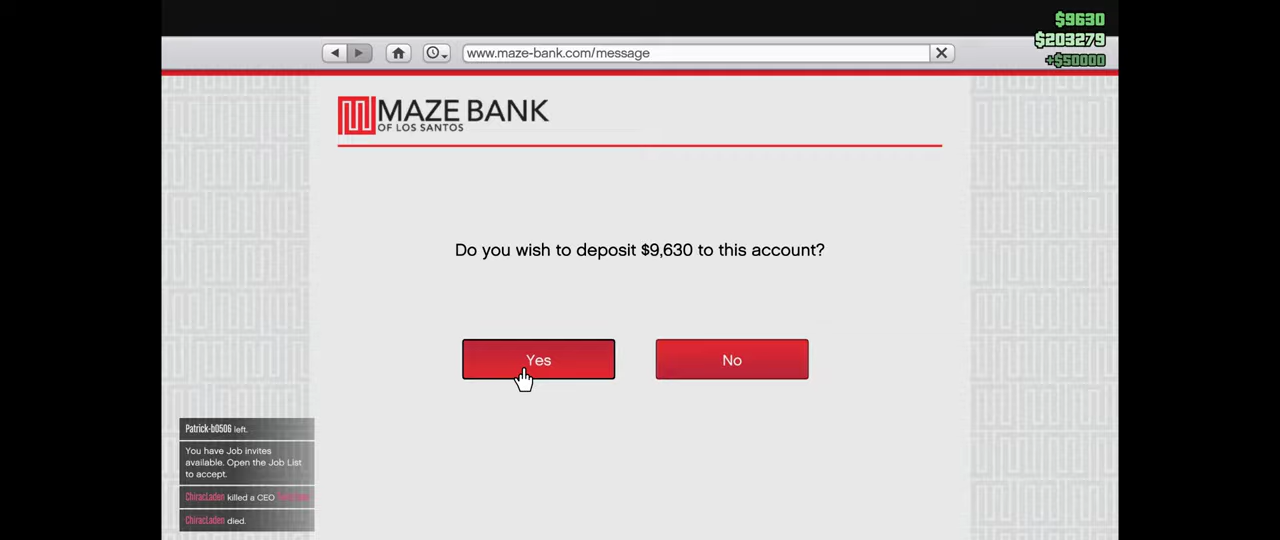 $9630
$203279
+$50000
www.maze-bank.com/message
MAZE BANK
OF LOS SANTOS
Do you wish to deposit $9,630 to this account?
Yes
No
Patrick-b0506 left.
You have Job invites
available. Open the Job List
to accept.
ChiracLaden killed a CEO
ChiracLaden died.